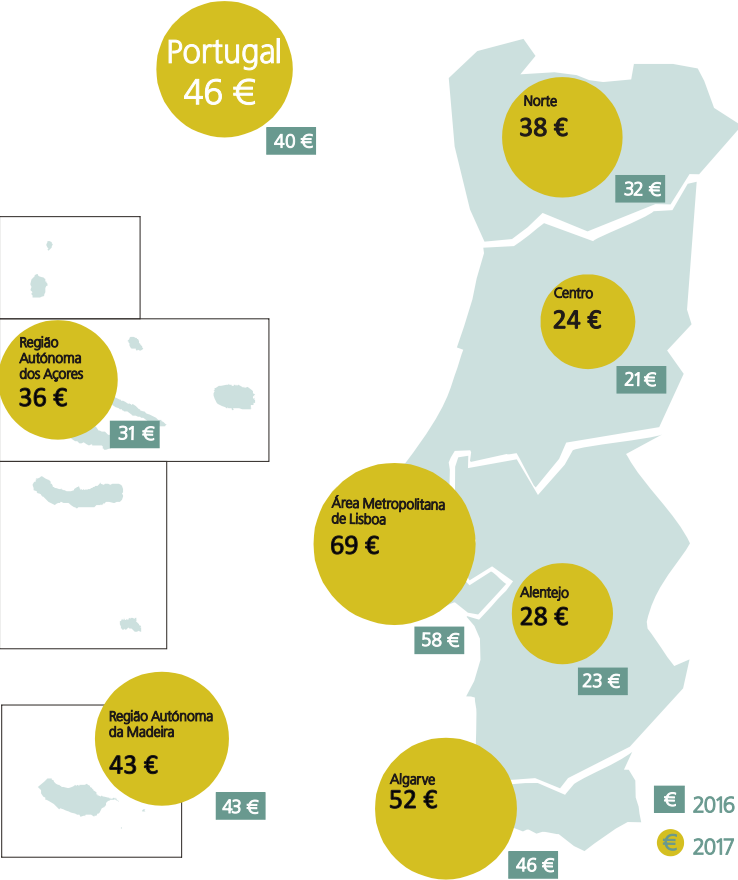 Portugal
46 €
40 €
Norte
38 €
32 €
Centro
24 €
21 €
Região
Autónoma
dos Açores
36 €
31 €
Área Metropolitana
de Lisboa
69 €
58 €
Alentejo
28 €
23 €
Região Autónoma
da Madeira
43 €
43 €
Algarve
52 €
46 €
€ 2016
€ 2017